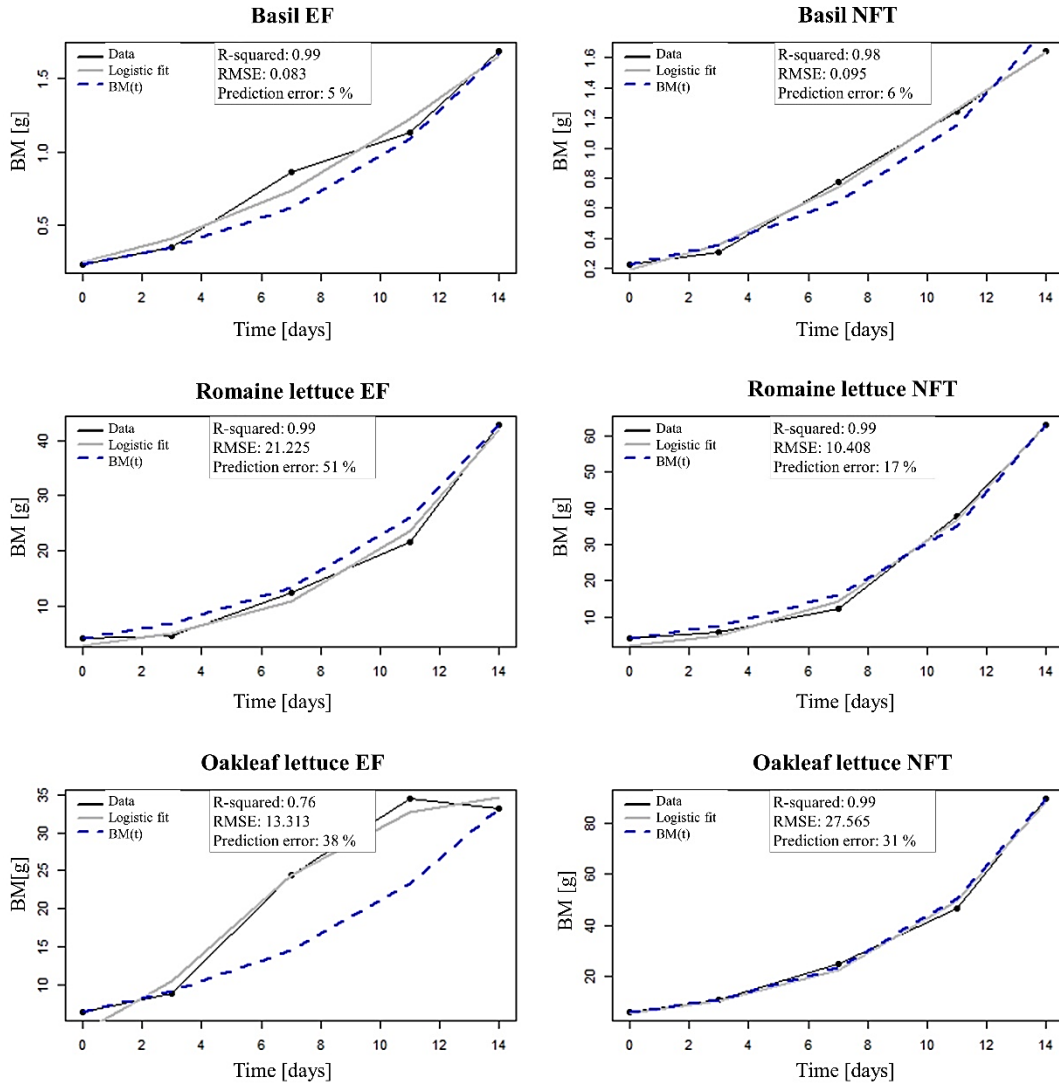 Basil EF
Data
Logistic fit
BM(t)
R-squared: 0.99
RMSE: 0.083
Prediction error: 5 %
BM [g]
1.5
1.0
0.5
0 2 4 6 8 10 12 14
Time [days]
Basil NFT
Data
Logistic fit
BM(t)
R-squared: 0.98
RMSE: 0.095
Prediction error: 6 %
BM [g]
1.6
1.4
1.2
1.0
0.8
0.6
0.4
0.2
0 2 4 6 8 10 12 14
Time [days]
Romaine lettuce EF
Data
Logistic fit
BM(t)
R-squared: 0.99
RMSE: 21.225
Prediction error: 51 %
BM [g]
40
30
20
10
0 2 4 6 8 10 12 14
Time [days]
Romaine lettuce NFT
Data
Logistic fit
BM(t)
R-squared: 0.99
RMSE: 10.408
Prediction error: 17 %
BM [g]
60
50
40
30
20
10
0 2 4 6 8 10 12 14
Time [days]
Oakleaf lettuce EF
Data
Logistic fit
BM(t)
R-squared: 0.76
RMSE: 13.313
Prediction error: 38 %
BM[g]
35
30
25
20
15
10
0 2 4 6 8 10 12 14
Time [days]
Oakleaf lettuce NFT
Data
Logistic fit
BM(t)
R-squared: 0.99
RMSE: 27.565
Prediction error: 31 %
BM [g]
80
60
40
20
0 2 4 6 8 10 12 14
Time [days]